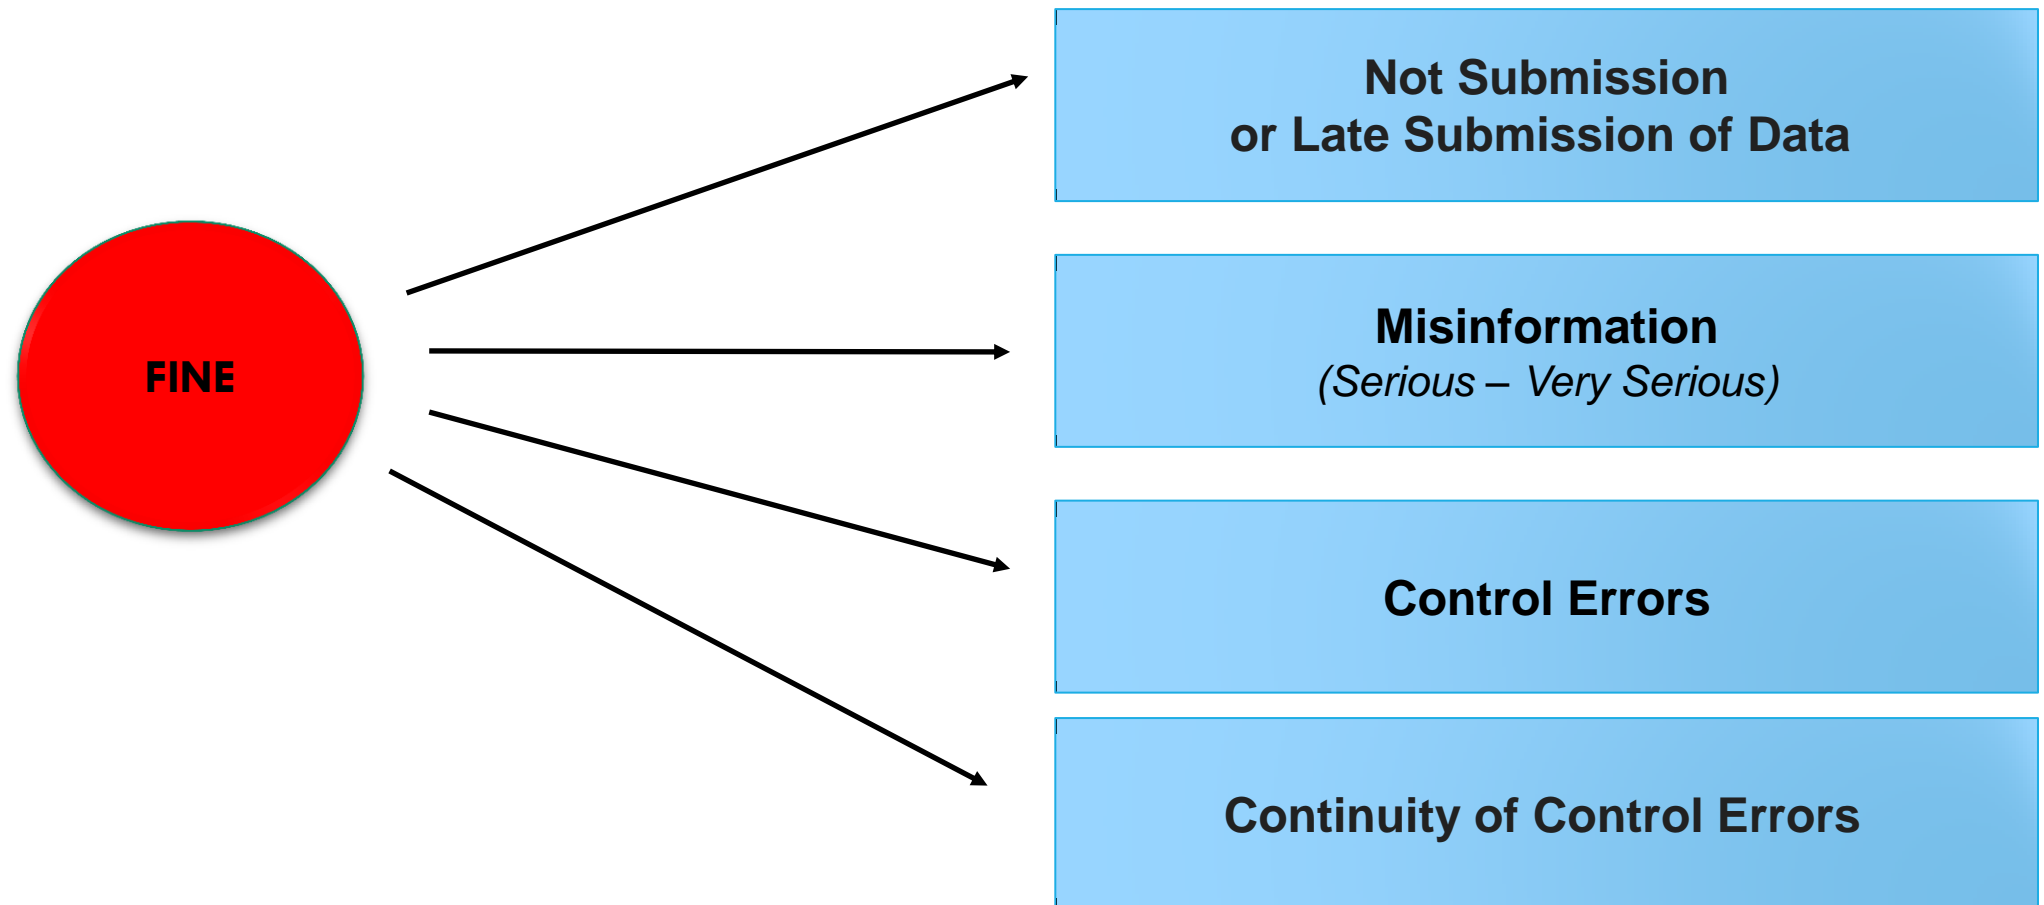 Not Submission
or Late Submission of Data
Misinformation
(Serious – Very Serious)
FINE
Control Errors
Continuity of Control Errors